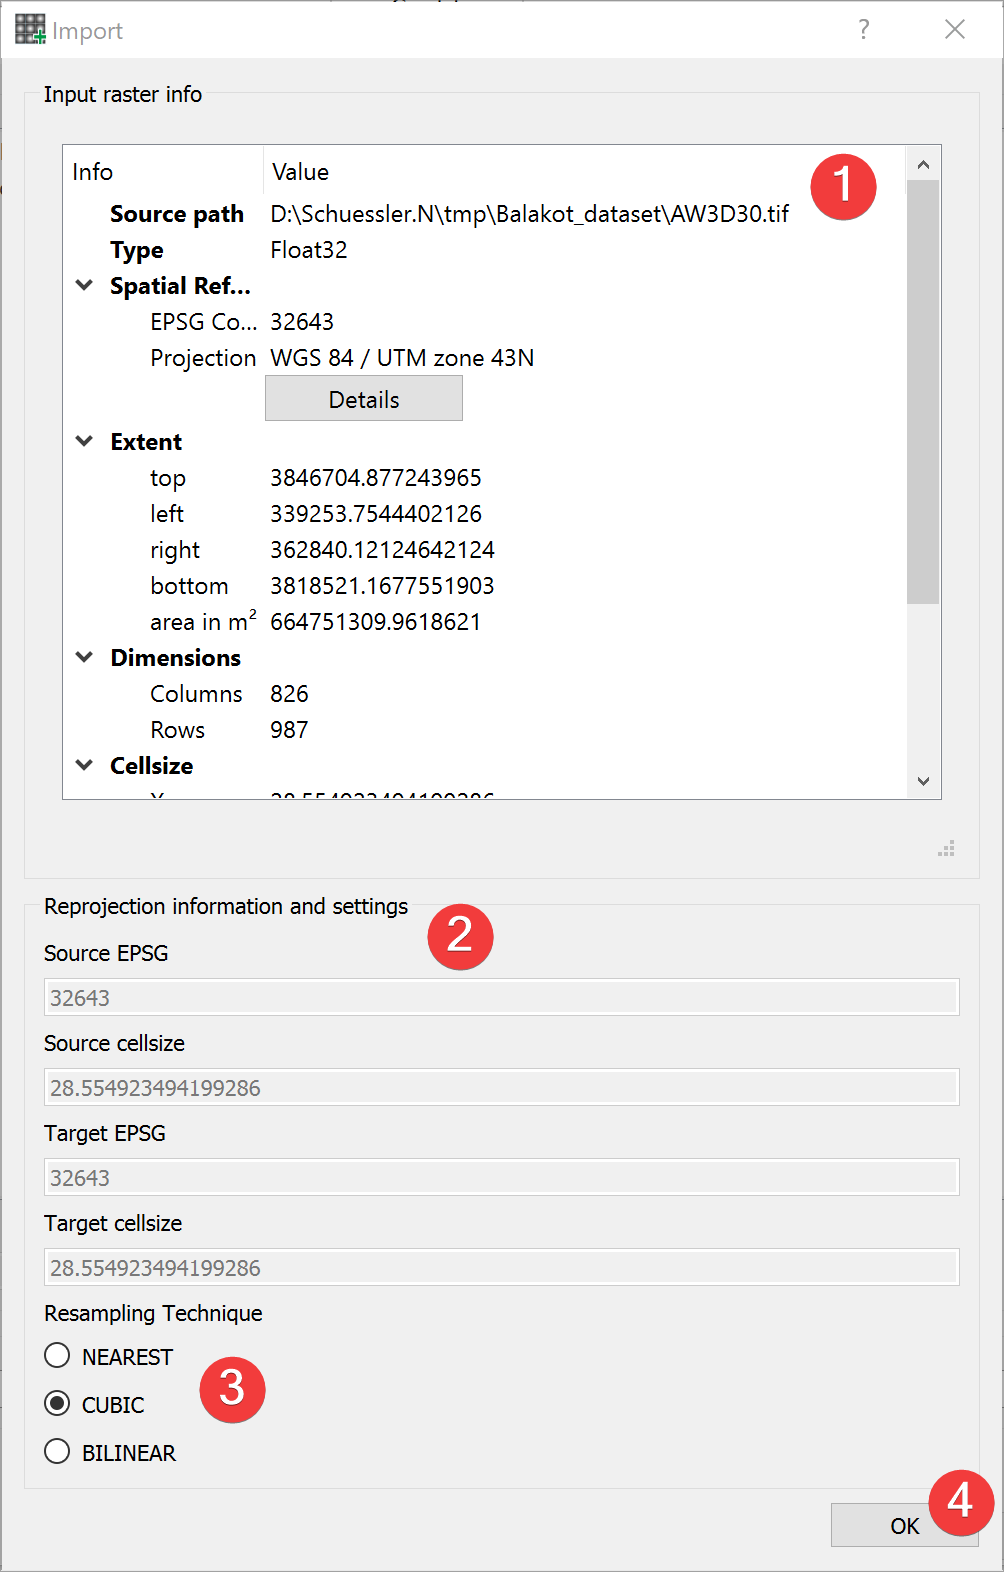 Import
?
Input raster info
Info Value
1
Source path D:\Schuessler.N\tmp\Balakot_dataset\AW3D30.tif
Type Float32
Spatial Ref...
EPSG Co... 32643
Projection WGS 84 / UTM zone 43N
Details
Extent
top 3846704.877243965
left 339253.7544402126
right 362840.12124642124
bottom 3818521.1677551903
area in m² 664751309.9618621
Dimensions
Columns 826
Rows 987
Cellsize
X 28.554923494199286
Reprojection information and settings
2
Source EPSG
32643
Source cellsize
28.554923494199286
Target EPSG
32643
Target cellsize
28.554923494199286
Resampling Technique
NEAREST
CUBIC
3
BILINEAR
4
OK